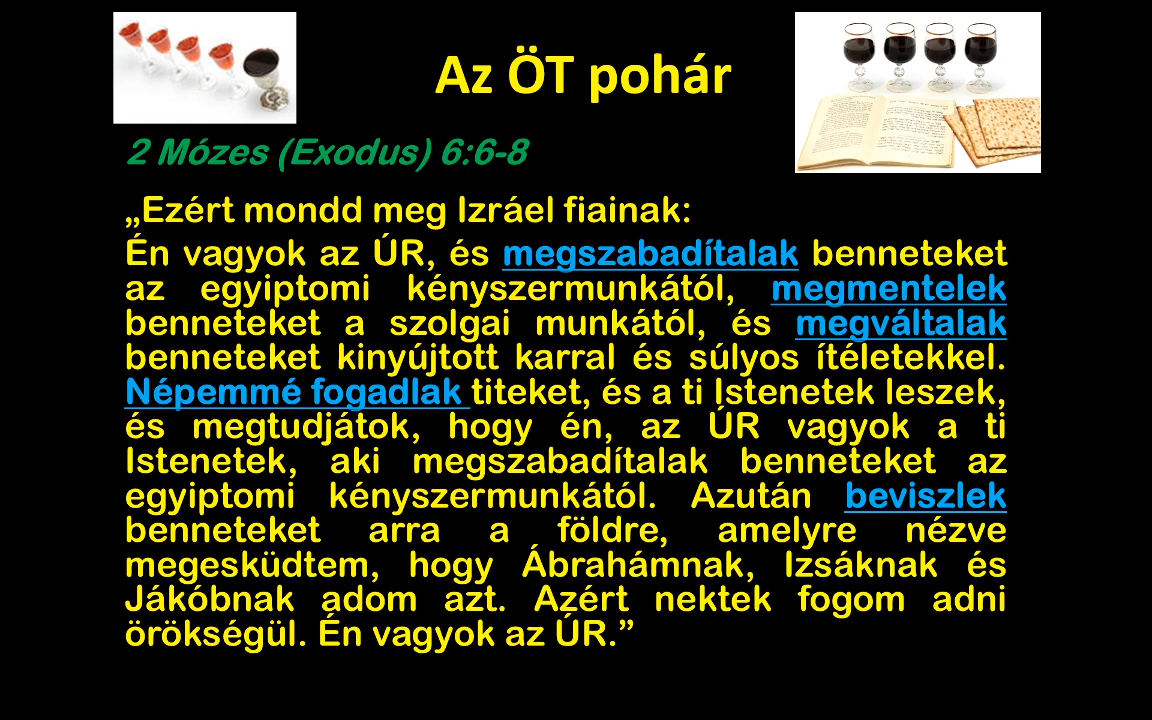 Az ÖT pohár
2 Mózes (Exodus) 6:6-8
„Ezért mondd meg Izráel fiainak:
Én vagyok az ÚR, és megszabadítalak benneteket
az egyiptomi kényszermunkától, megmentelek
benneteket a szolgai munkától, és megváltalak
benneteket kinyújtott karral és súlyos ítéletekkel.
Népemmé fogadlak titeket, és a ti Istenetek leszek,
és megtudjátok, hogy én, az ÚR vagyok a ti
Istenetek, aki megszabadítalak benneteket az
egyiptomi kényszermunkától. Azután beviszlek
benneteket arra a földre, amelyre nézve
megesküdtem, hogy Ábrahámnak, Izsáknak és
Jákóbnak adom azt. Azért nektek fogom adni
örökségül. Én vagyok az ÚR.”